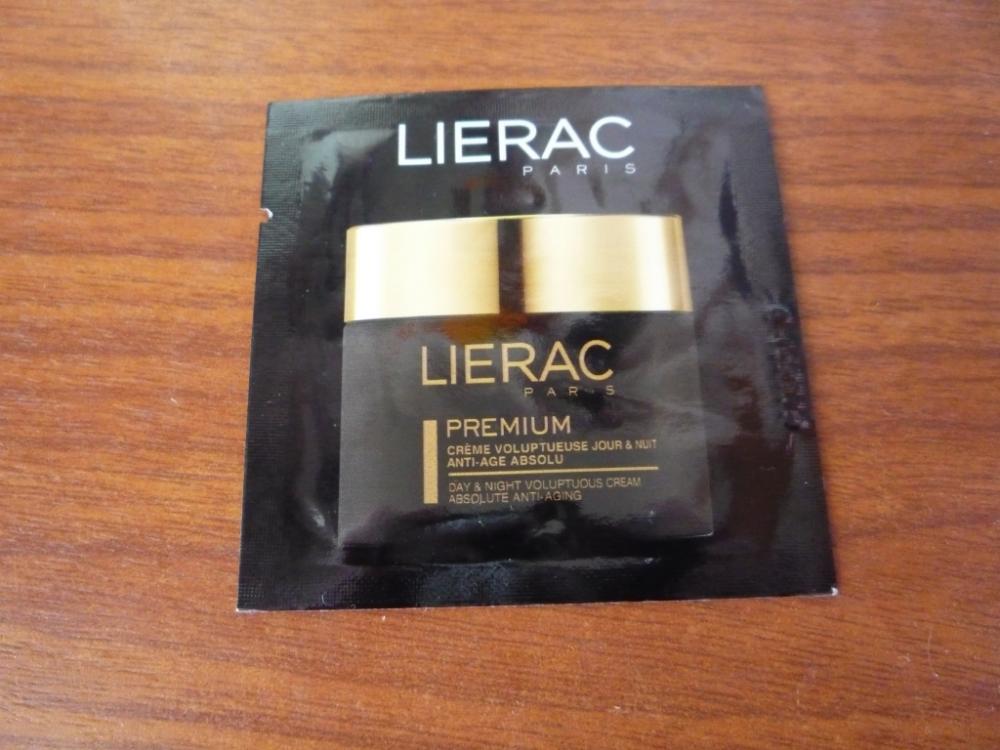 LIERAC
PARIS
LIERAC
PARIS
PREMIUM
CRÈME VOLUPTUEUSE JOUR & NUIT
ANTI-AGE ABSOLU
DAY & NIGHT VOLUPTUOUS CREAM
ABSOLUTE ANTI-AGING